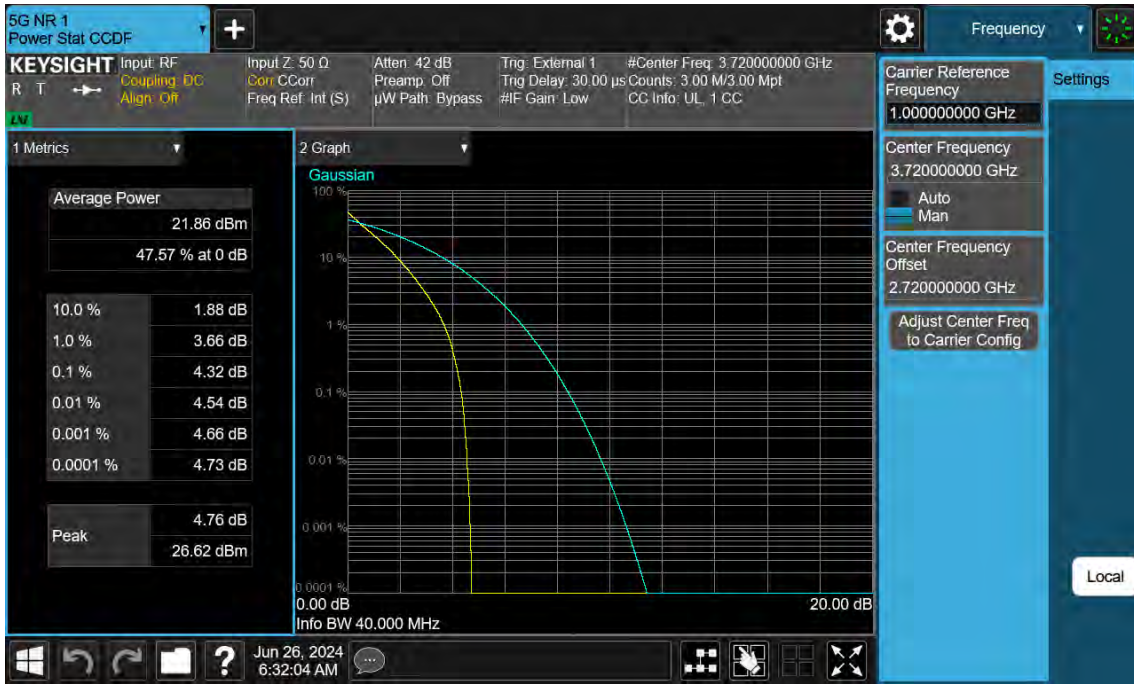 5G NR 1
Power Stat CCDF
Frequency
KEYSIGHT
R T
LNI
Input: RF
Coupling: DC
Align: Off
Input Z: 50 Ω
Corr CCorr
Freq Ref: Int (S)
Atten: 42 dB
Preamp: Off
µW Path: Bypass
Trig: External 1
Trig Delay: 30.00 µs
#IF Gain: Low
#Center Freq: 3.720000000 GHz
Counts: 3.00 M/3.00 Mpt
CC Info: UL, 1 CC
1 Metrics
Average Power
21.86 dBm
47.57 % at 0 dB
10.0 % 1.88 dB
1.0 % 3.66 dB
0.1 % 4.32 dB
0.01 % 4.54 dB
0.001 % 4.66 dB
0.0001 % 4.73 dB
Peak
4.76 dB
26.62 dBm
2 Graph
Gaussian
100 %
10 %
1 %
0.1 %
0.01 %
0.001 %
0.0001 %
0.00 dB 20.00 dB
Info BW 40.000 MHz
Carrier Reference
Frequency
1.000000000 GHz
Center Frequency
3.720000000 GHz
Auto
Man
Center Frequency
Offset
2.720000000 GHz
Adjust Center Freq
to Carrier Config
Settings
Local
Jun 26, 2024
6:32:04 AM